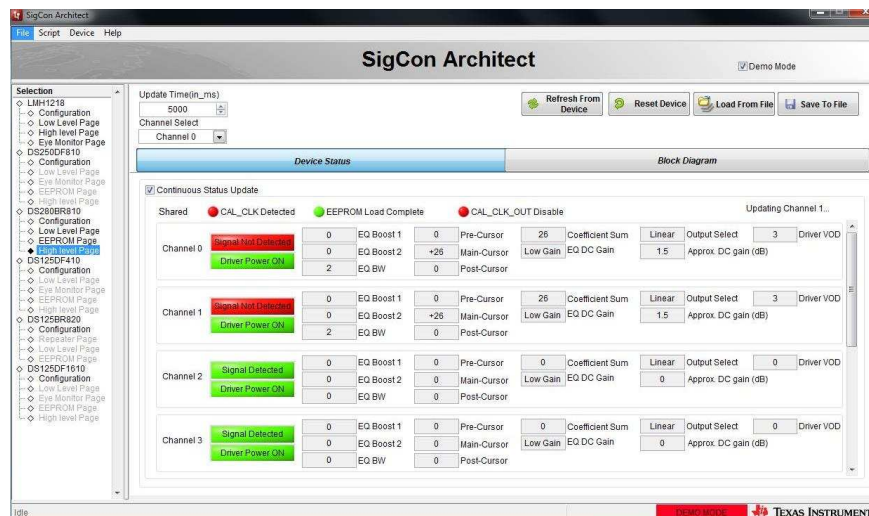 SigCon Architect
File Script Device Help
SigCon Architect
Demo Mode
Selection
LMH1218
Configuration
Low Level Page
High level Page
Eye Monitor Page
DS250DF810
Configuration
Low Level Page
Eye Monitor Page
EEPROM Page
High level Page
DS280BR810
Configuration
Low Level Page
EEPROM Page
High level Page
DS125DF410
Configuration
Low Level Page
Eye Monitor Page
EEPROM Page
High level Page
DS125BR820
Configuration
Repeater Page
Low Level Page
EEPROM Page
DS125DF1610
Configuration
Low Level Page
Eye Monitor Page
EEPROM Page
High level Page
Update Time(in_ms)
5000
Channel Select
Channel 0
Refresh From Device
Reset Device
Load From File
Save To File
Device Status
Block Diagram
Continuous Status Update
Shared CAL_CLK Detected EEPROM Load Complete CAL_CLK_OUT Disable Updating Channel 1...
Channel 0
Signal Not Detected
Driver Power ON
0 EQ Boost 1 0 Pre-Cursor 26 Coefficient Sum Linear Output Select 3 Driver VOD
0 EQ Boost 2 +26 Main-Cursor Low Gain EQ DC Gain 1.5 Approx. DC gain (dB)
2 EQ BW 0 Post-Cursor
Channel 1
Signal Not Detected
Driver Power ON
0 EQ Boost 1 0 Pre-Cursor 26 Coefficient Sum Linear Output Select 3 Driver VOD
0 EQ Boost 2 +26 Main-Cursor Low Gain EQ DC Gain 1.5 Approx. DC gain (dB)
2 EQ BW 0 Post-Cursor
Channel 2
Signal Detected
Driver Power ON
0 EQ Boost 1 0 Pre-Cursor 0 Coefficient Sum Linear Output Select 0 Driver VOD
0 EQ Boost 2 0 Main-Cursor Low Gain EQ DC Gain 0 Approx. DC gain (dB)
0 EQ BW 0 Post-Cursor
Channel 3
Signal Detected
Driver Power ON
0 EQ Boost 1 0 Pre-Cursor 0 Coefficient Sum Linear Output Select 0 Driver VOD
0 EQ Boost 2 0 Main-Cursor Low Gain EQ DC Gain 0 Approx. DC gain (dB)
0 EQ BW 0 Post-Cursor
Idle
DEMO MODE
TEXAS INSTRUMENT